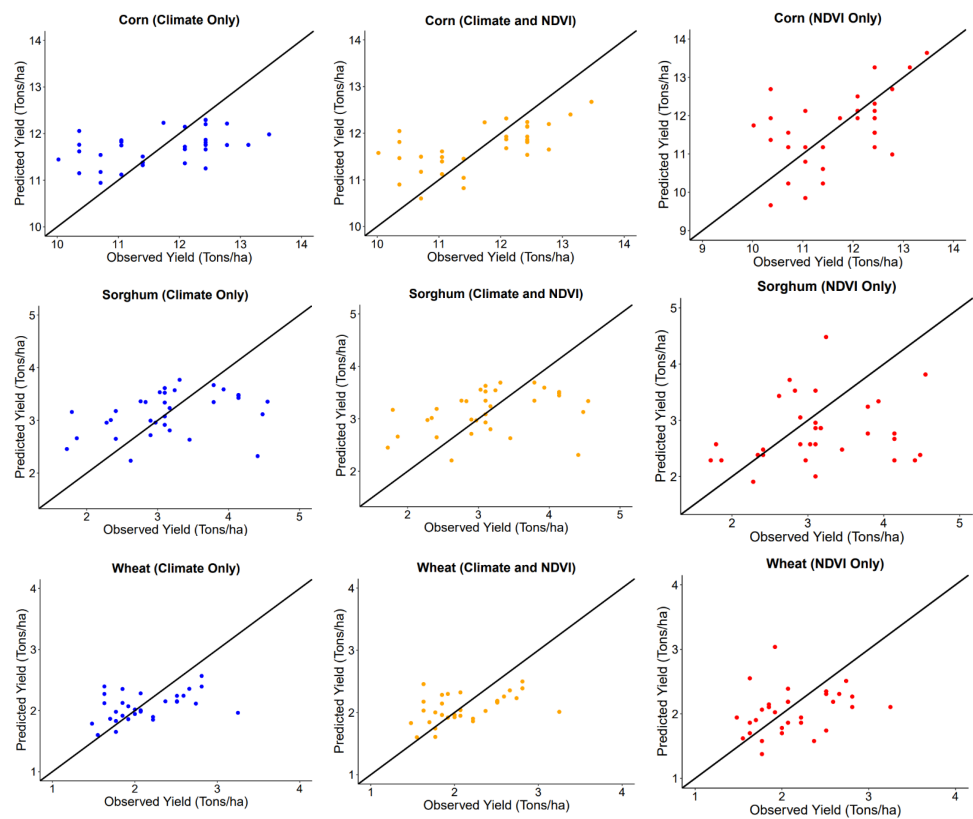 Corn (Climate Only)
Predicted Yield (Tons/ha)
14
13
12
11
10
10 11 12 13 14
Observed Yield (Tons/ha)
Corn (Climate and NDVI)
Predicted Yield (Tons/ha)
14
13
12
11
10
10 11 12 13 14
Observed Yield (Tons/ha)
Corn (NDVI Only)
Predicted Yield (Tons/ha)
14
13
12
11
10
9
9 10 11 12 13 14
Observed Yield (Tons/ha)
Sorghum (Climate Only)
Predicted Yield (Tons/ha)
5
4
3
2
2 3 4 5
Observed Yield (Tons/ha)
Sorghum (Climate and NDVI)
Predicted Yield (Tons/ha)
5
4
3
2
2 3 4 5
Observed Yield (Tons/ha)
Sorghum (NDVI Only)
Predicted Yield (Tons/ha)
5
4
3
2
2 3 4 5
Observed Yield (Tons/ha)
Wheat (Climate Only)
Predicted Yield (Tons/ha)
4
3
2
1
1 2 3 4
Observed Yield (Tons/ha)
Wheat (Climate and NDVI)
Predicted Yield (Tons/ha)
4
3
2
1
1 2 3 4
Observed Yield (Tons/ha)
Wheat (NDVI Only)
Predicted Yield (Tons/ha)
4
3
2
1
1 2 3 4
Observed Yield (Tons/ha)